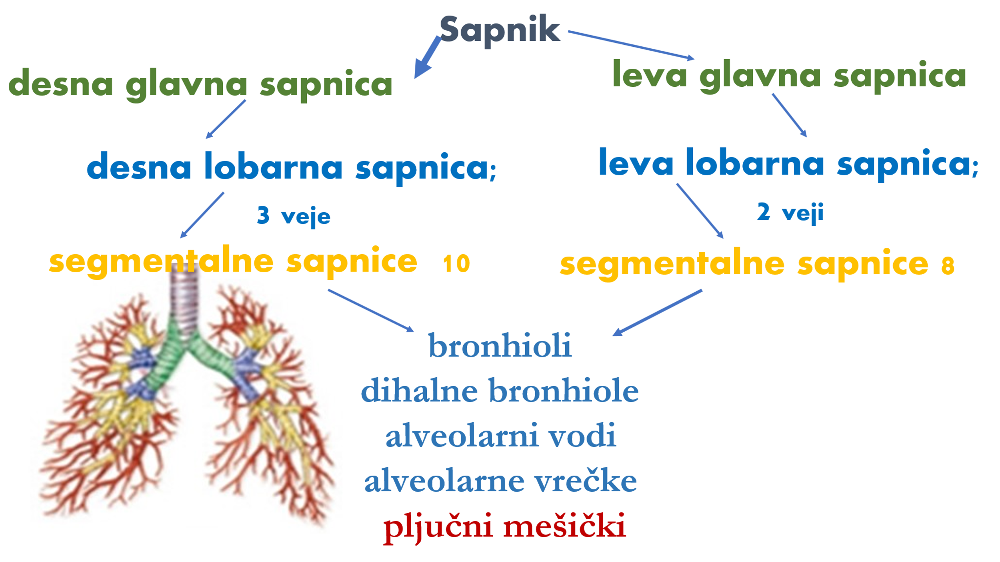 Sapnik
desna glavna sapnica
leva glavna sapnica
desna lobarna sapnica;
leva lobarna sapnica;
3 veje
2 veji
segmentalne sapnice 10
segmentalne sapnice 8
bronhioli
dihalne bronhiole
alveolarni vodi
alveolarne vrečke
pljučni mešički